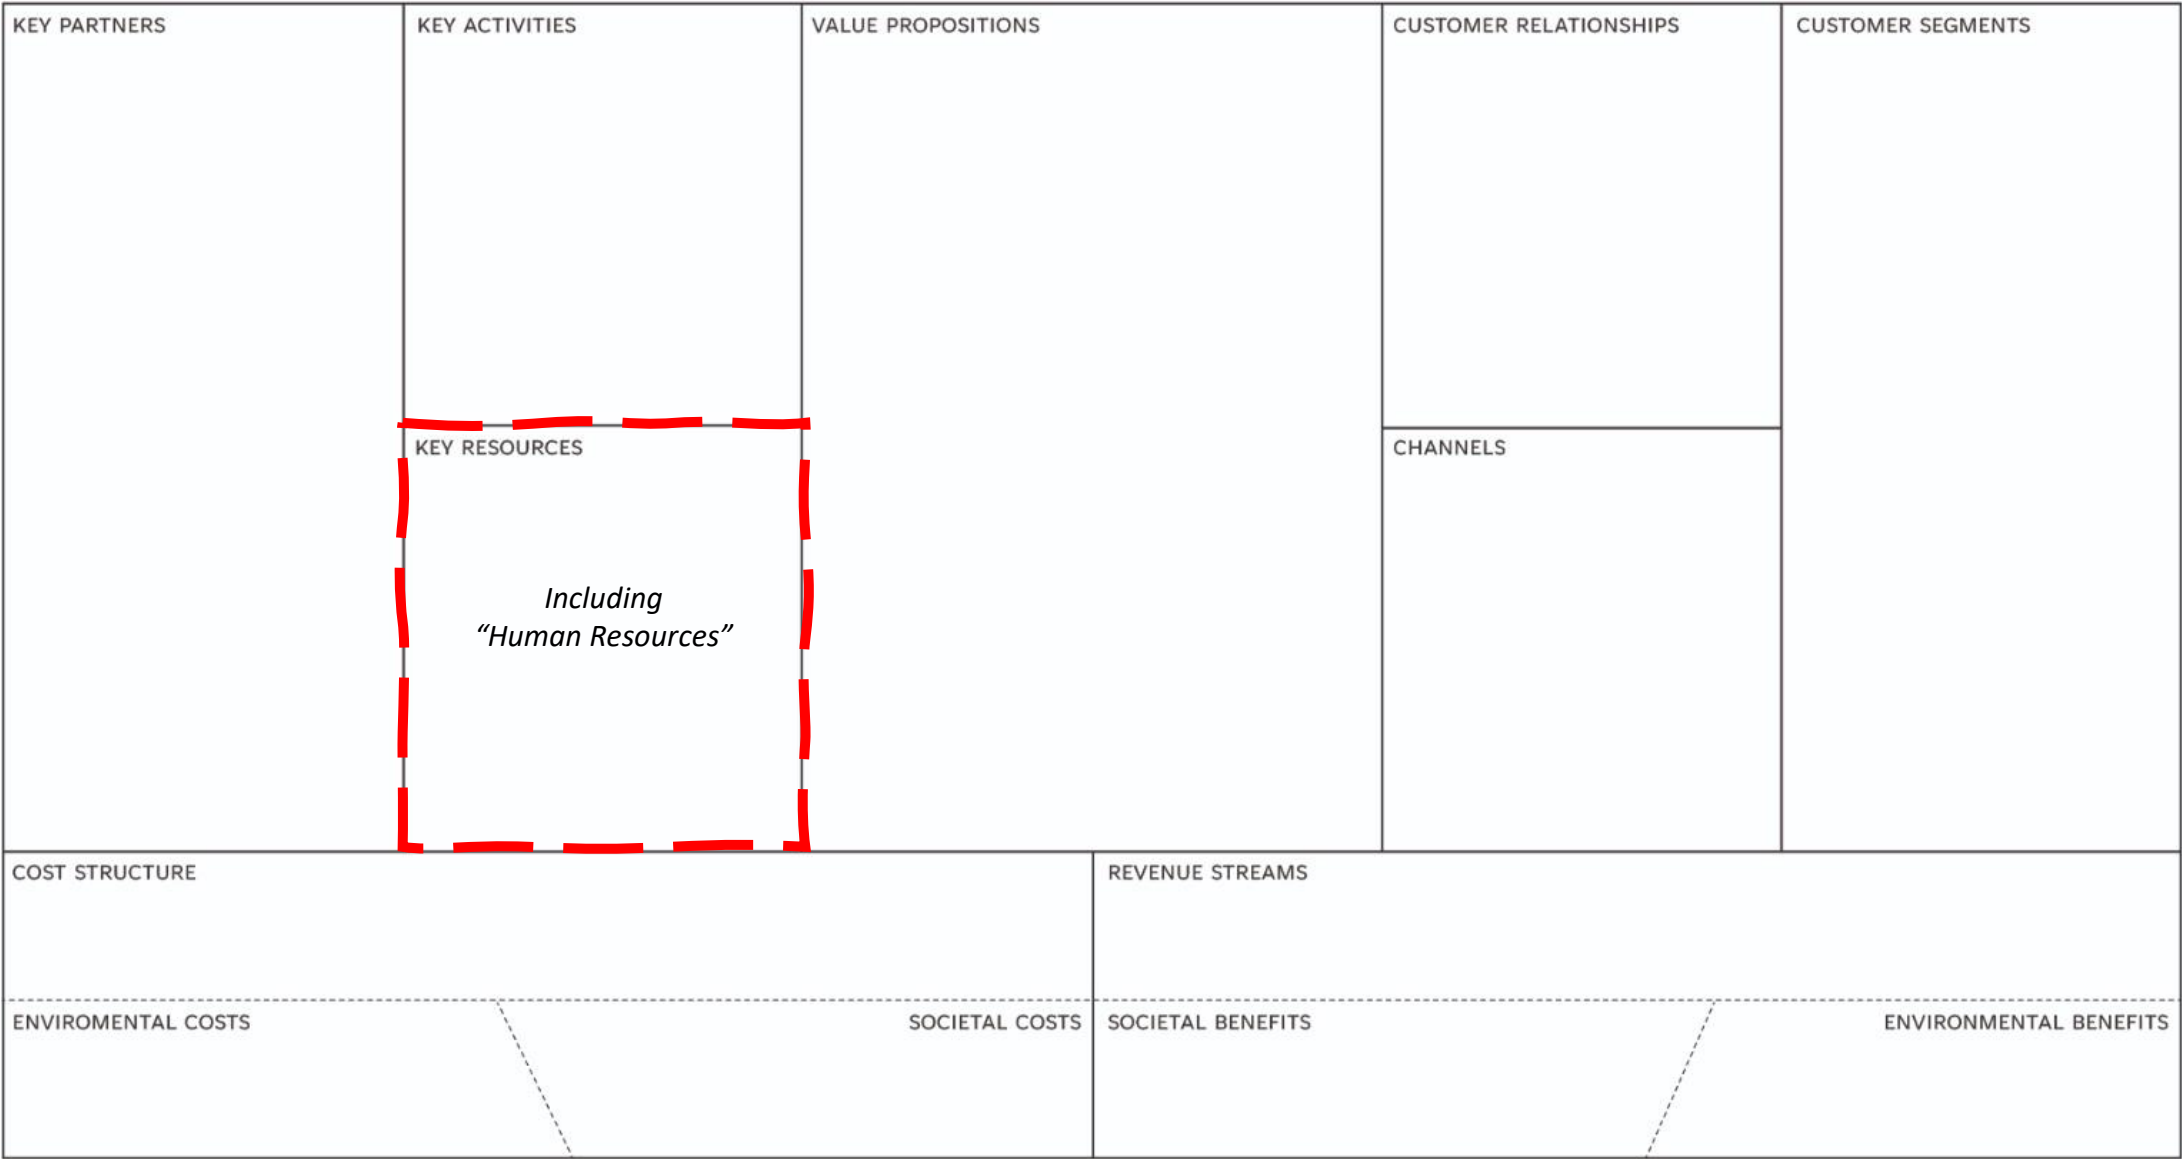 KEY PARTNERS
KEY ACTIVITIES
VALUE PROPOSITIONS
CUSTOMER RELATIONSHIPS
CUSTOMER SEGMENTS
KEY RESOURCES
Including
“Human Resources”
CHANNELS
COST STRUCTURE
REVENUE STREAMS
ENVIROMENTAL COSTS
SOCIETAL COSTS
SOCIETAL BENEFITS
ENVIRONMENTAL BENEFITS